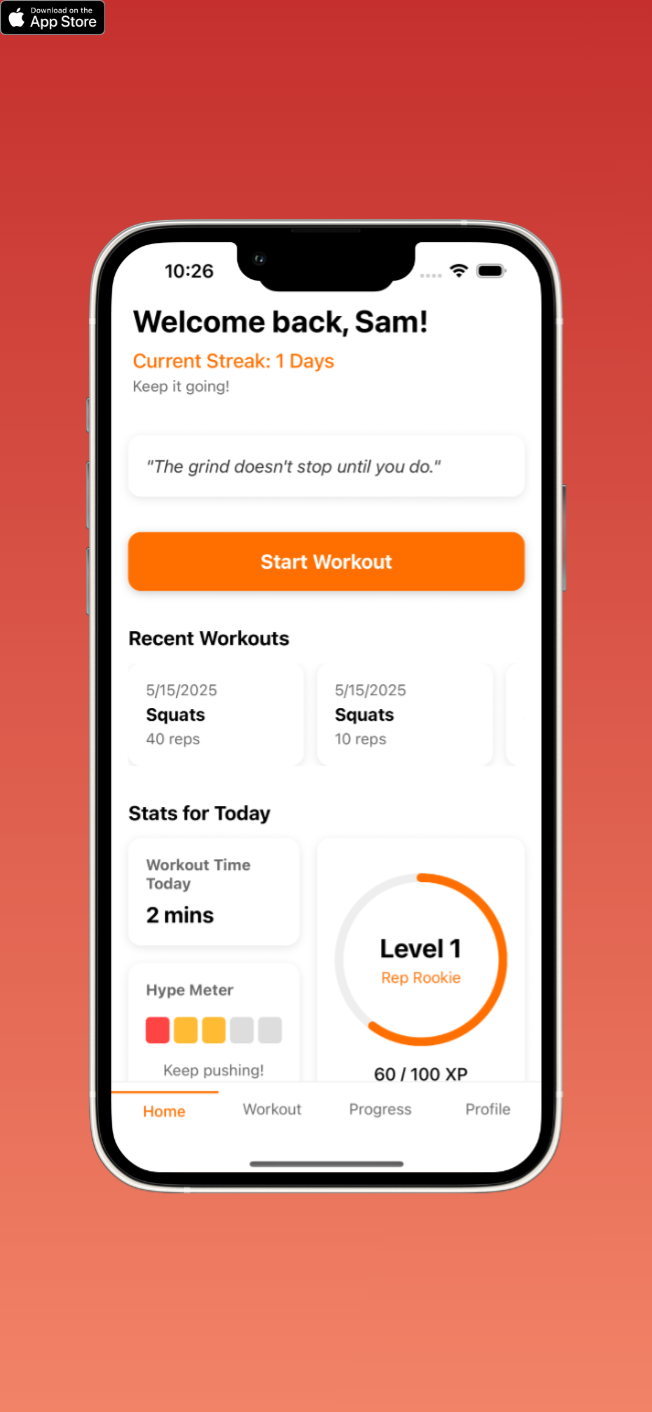 Download on the
App Store
10:26
Welcome back, Sam!
Current Streak: 1 Days
Keep it going!
"The grind doesn't stop until you do."
Start Workout
Recent Workouts
5/15/2025
Squats
40 reps
5/15/2025
Squats
10 reps
Stats for Today
Workout Time
Today
2 mins
Hype Meter
Keep pushing!
Level 1
Rep Rookie
60 / 100 XP
Home
Workout
Progress
Profile